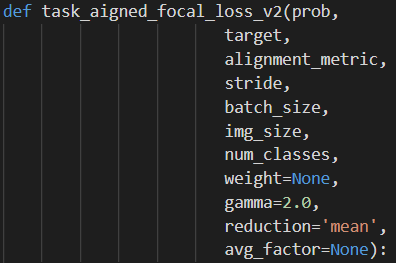 def task_aigned_focal_loss_v2(prob,
target,
alignment_metric,
stride,
batch_size,
img_size,
num_classes,
weight=None,
gamma=2.0,
reduction='mean',
avg_factor=None):